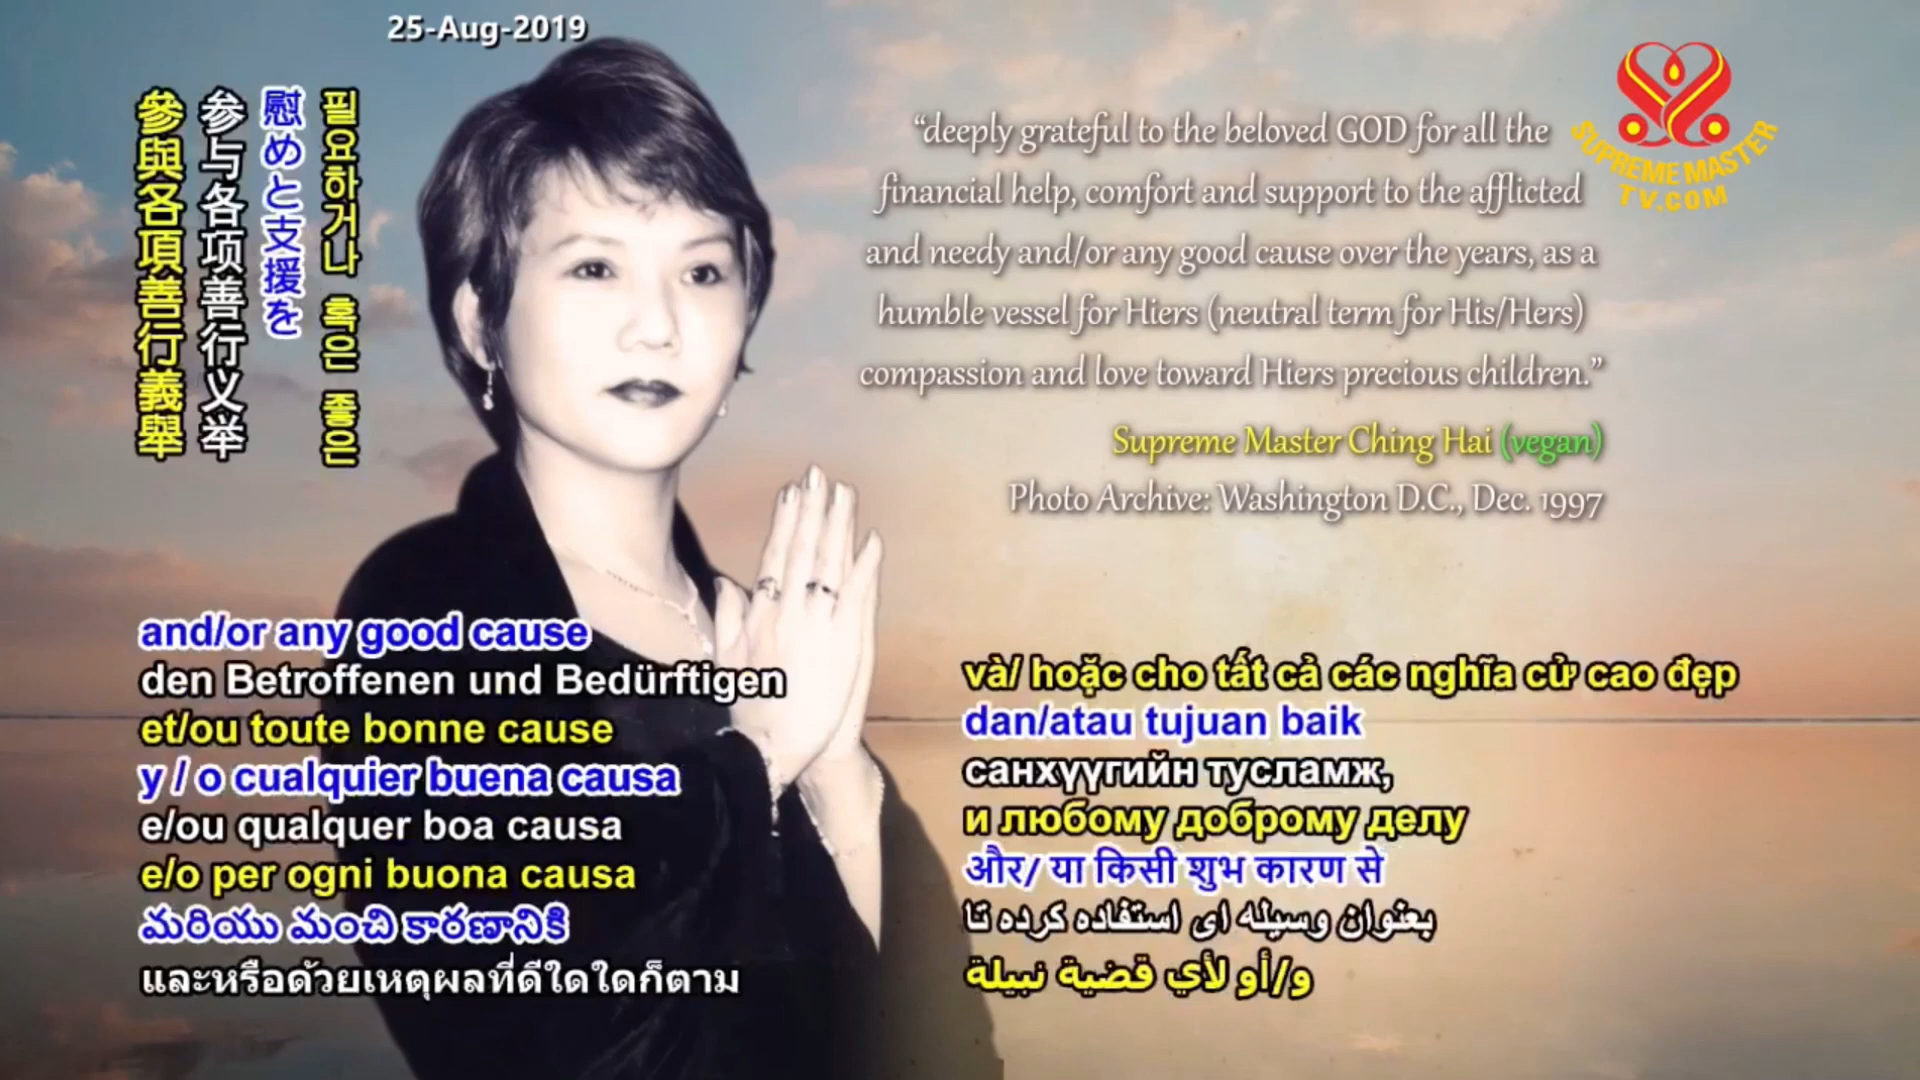 25-Aug-2019
參與各項善行義舉
参与各项善行义举
慰めと支援を
필요하거나 혹은 좋은
“deeply grateful to the beloved GOD for all the
financial help, comfort and support to the afflicted
and needy and/or any good cause over the years, as a
humble vessel for Hiers (neutral term for His/Hers)
compassion and love toward Hiers precious children.”
Supreme Master Ching Hai (vegan)
Photo Archive: Washington D.C., Dec. 1997
SUPREME MASTER
TV.COM
and/or any good cause
den Betroffenen und Bedürftigen
et/ou toute bonne cause
y / o cualquier buena causa
e/ou qualquer boa causa
e/o per ogni buona causa
మరియు మంచి కారణానికి
และหรือด้วยเหตุผลที่ดีใดใดก็ตาม
và/ hoặc cho tất cả các nghĩa cử cao đẹp
dan/atau tujuan baik
санхүүгийн тусламж,
и любому доброму делу
और/ या किसी शुभ कारण से
بعنوان وسیله ای استفاده کرده تا
و/أو لأي قضية نبيلة